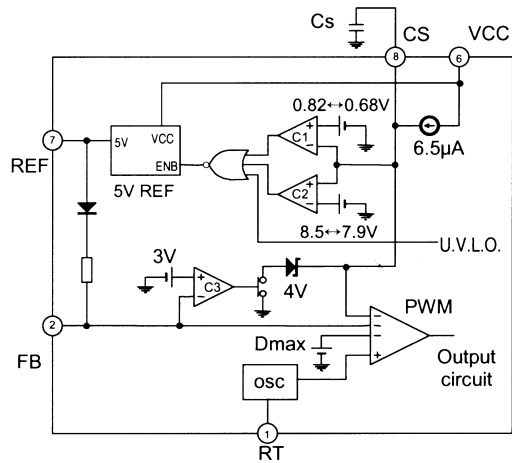 Cs
CS
VCC
8
6
0.82↔0.68V
7
5V
VCC
C1
6.5μA
REF
ENB
5V REF
C2
8.5↔7.9V
U.V.L.O.
3V
C3
4V
PWM
2
FB
Dmax
Output
circuit
OSC
1
RT